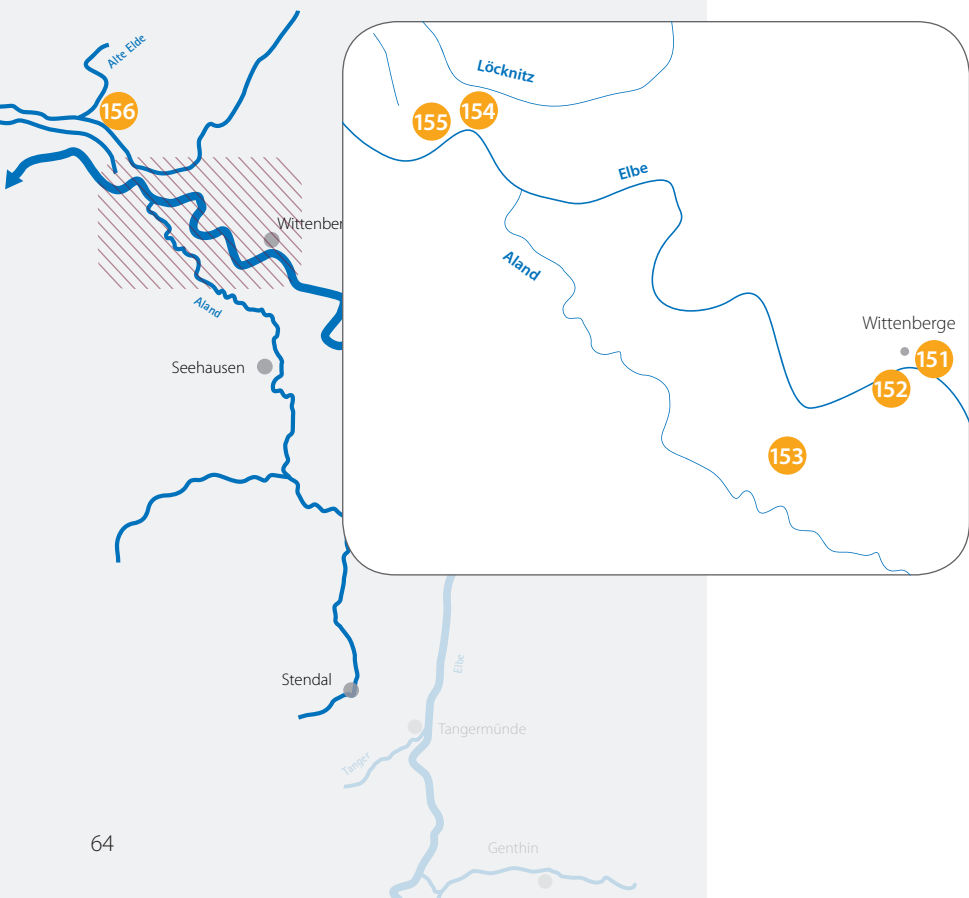 Alte Elde
156
Löcknitz
155
154
Elbe
Wittenber
Aland
Aland
Wittenberge
151
152
153
Seehausen
Stendal
Elbe
Tangermünde
Tanger
64
Genthin